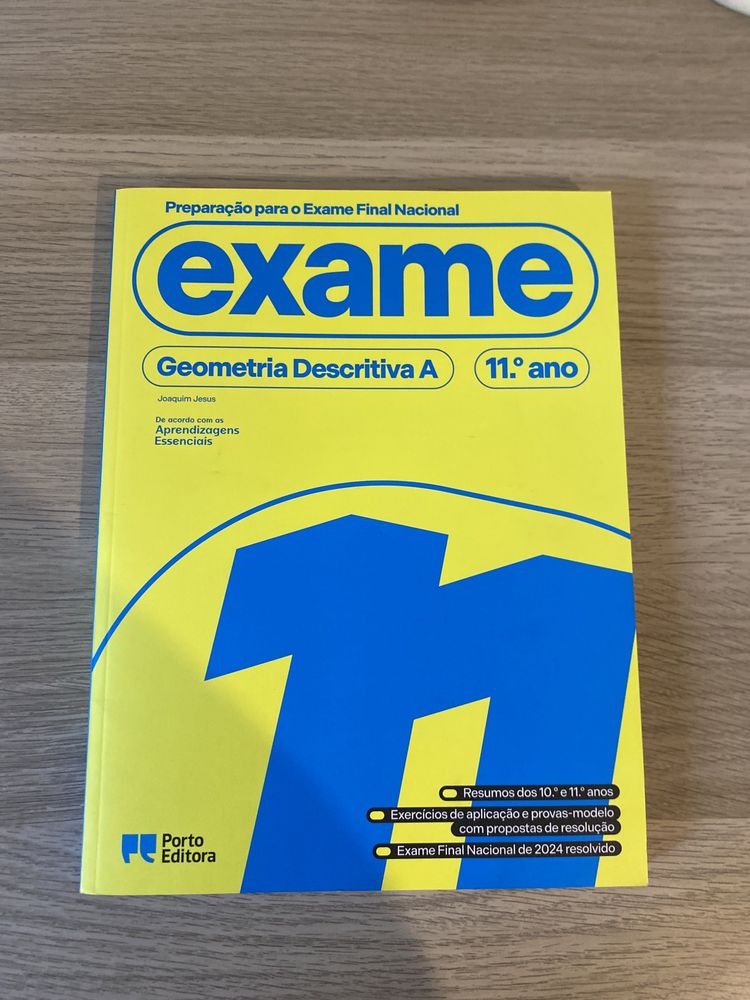 Preparação para o Exame Final Nacional
exame
Geometria Descritiva A
11.º ano
Joaquim Jesus
De acordo com as
Aprendizagens
Essenciais
11
Resumos dos 10.º e 11.º anos
Exercícios de aplicação e provas-modelo
com propostas de resolução
Exame Final Nacional de 2024 resolvido
Porto
Editora